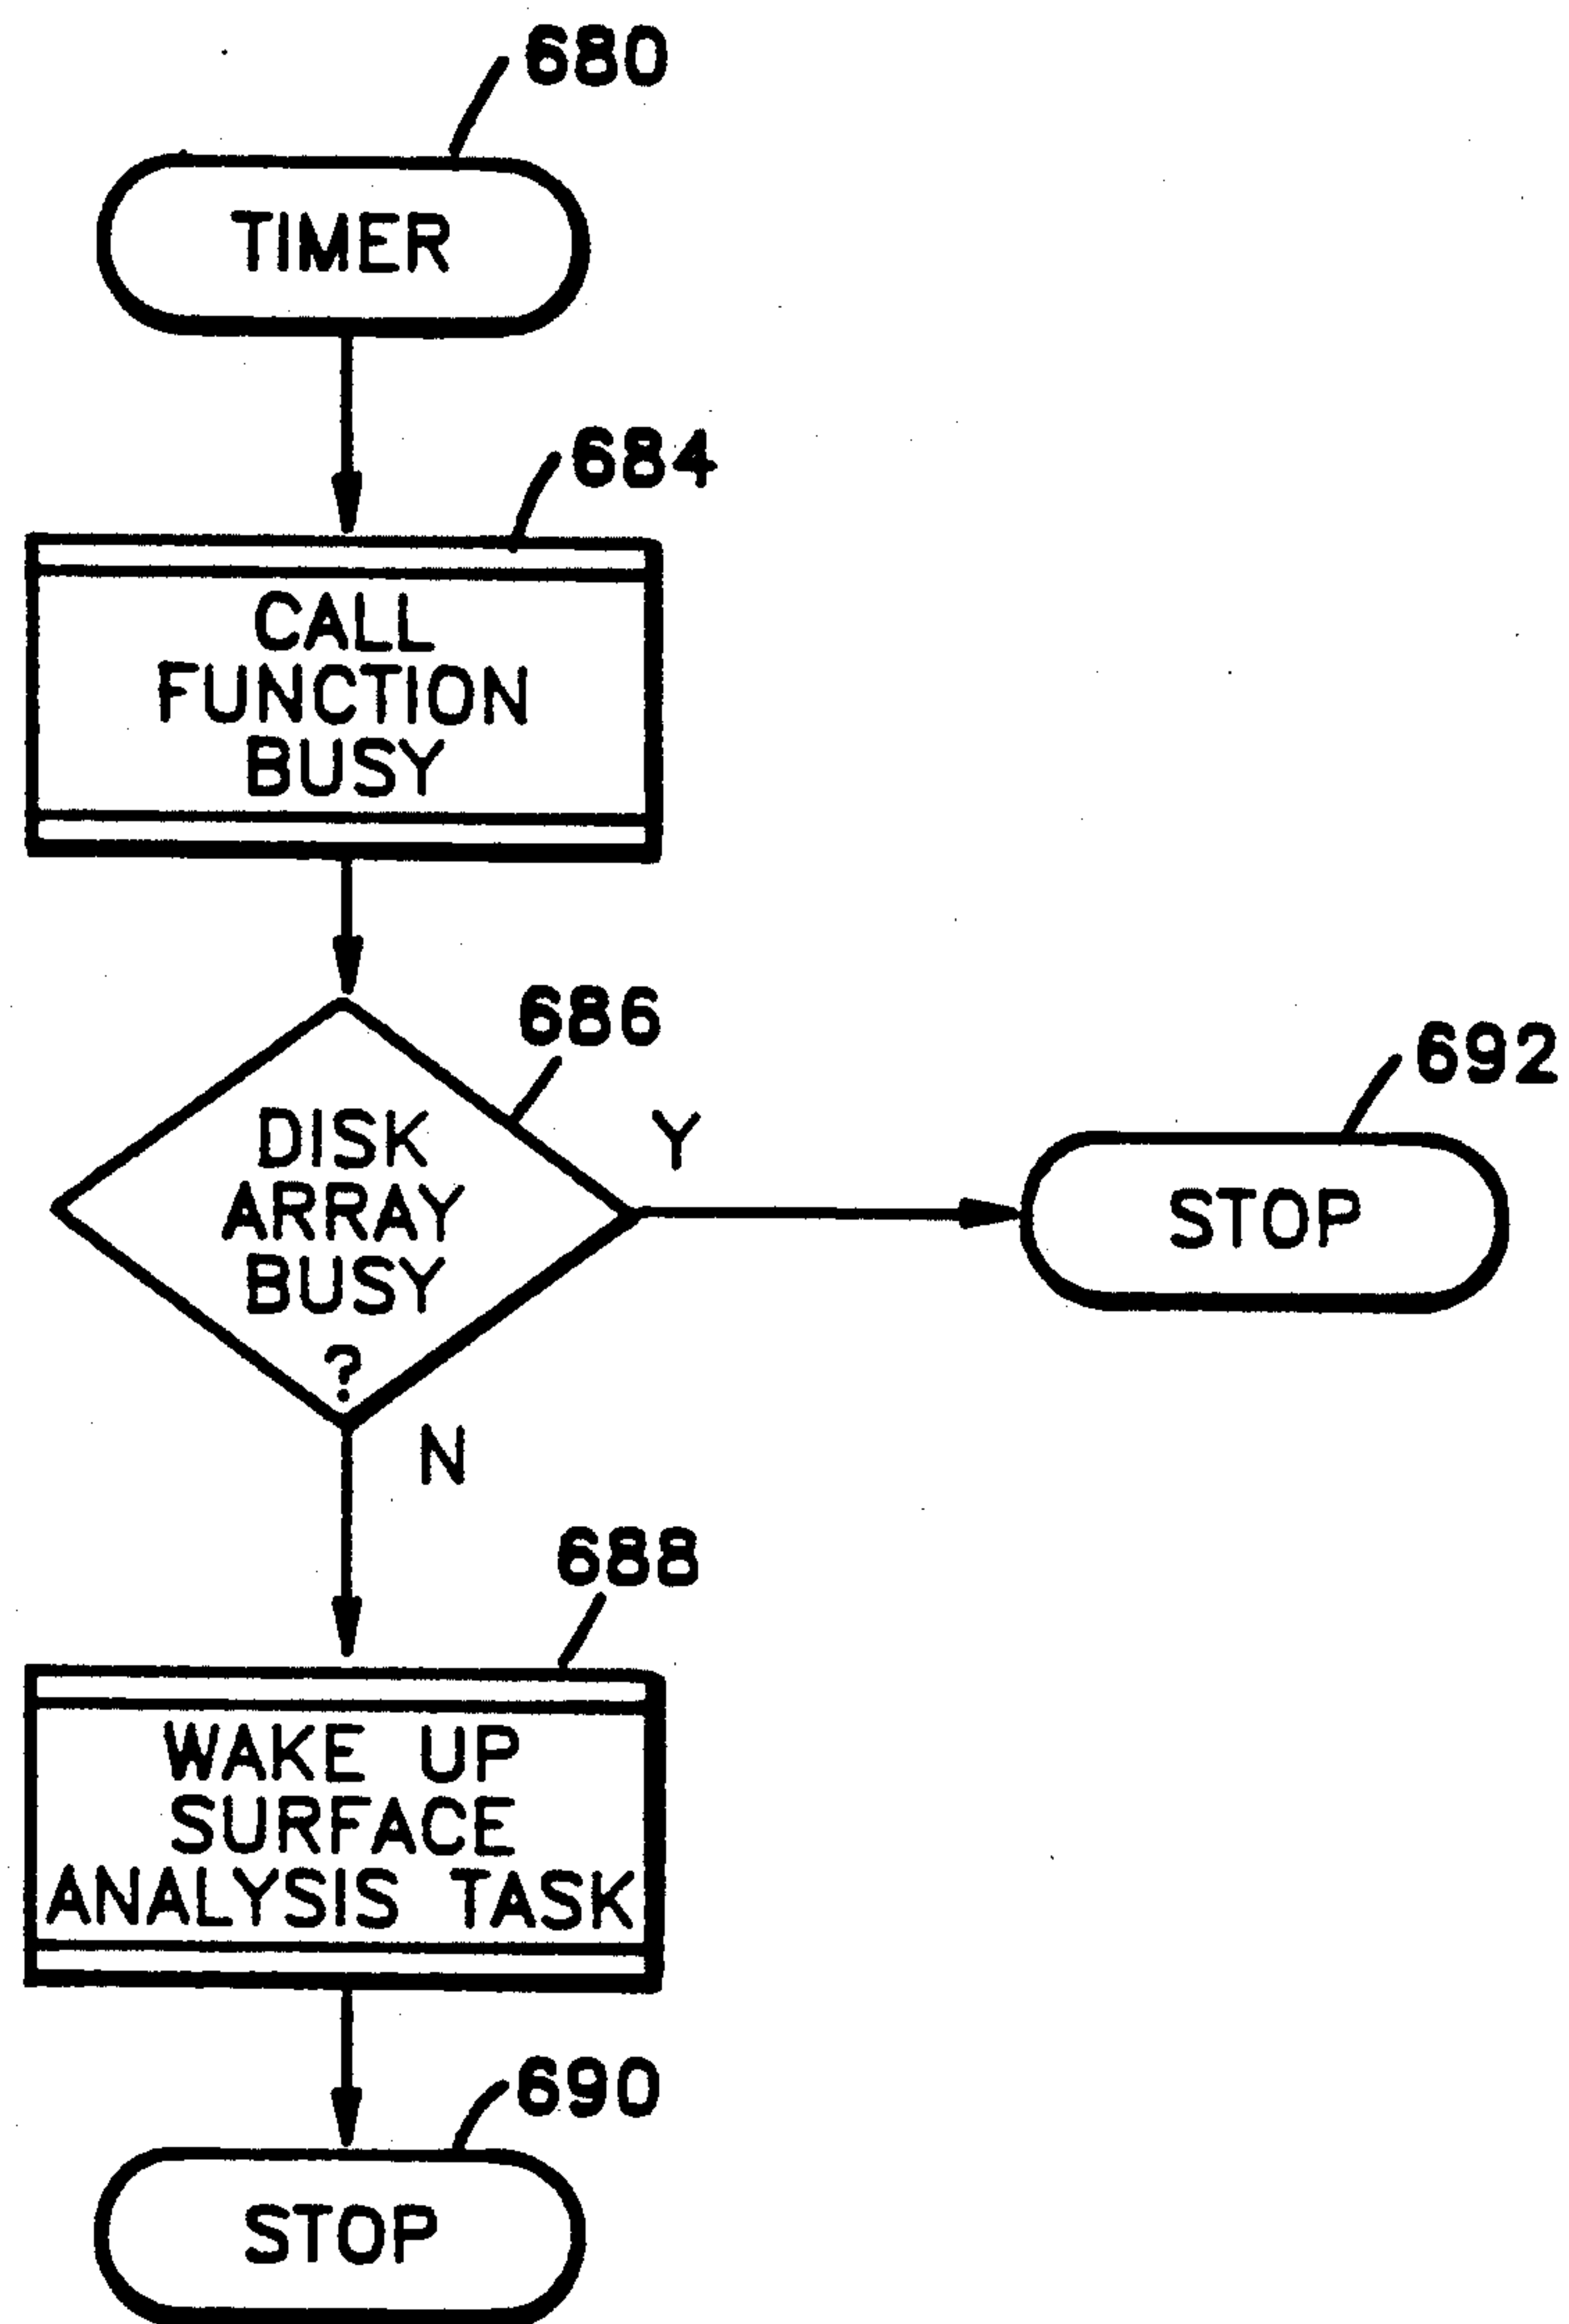 680
TIMER
684
CALL
FUNCTION
BUSY
686
DISK
ARRAY
BUSY
?
Y
692
STOP
N
688
WAKE UP
SURFACE
ANALYSIS TASK
690
STOP